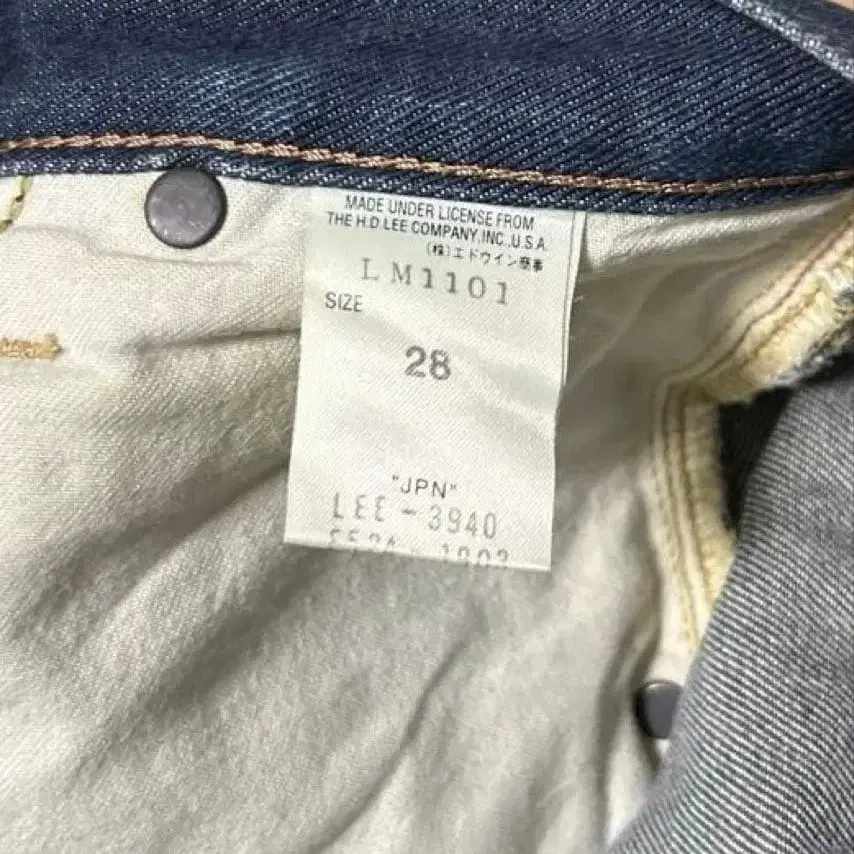 MADE UNDER LICENSE FROM
THE H.D. LEE COMPANY, INC., U.S.A.
(株)エドウイン商事
LM1101
SIZE
28
"JPN"
LEE-3940